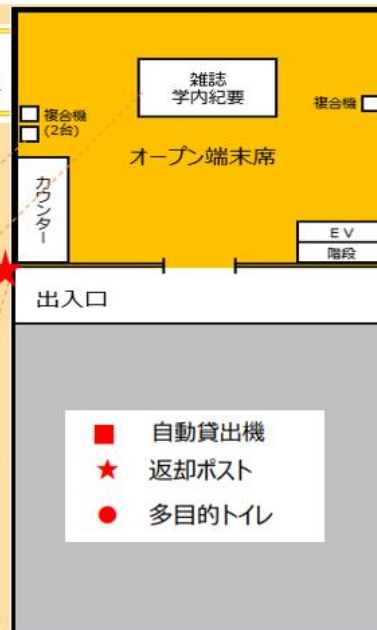 雑誌
学内紀要
複合機
(2台)
複合機
オープン端末席
カウンター
ＥＶ
階段
出入口
自動貸出機
返却ポスト
多目的トイレ